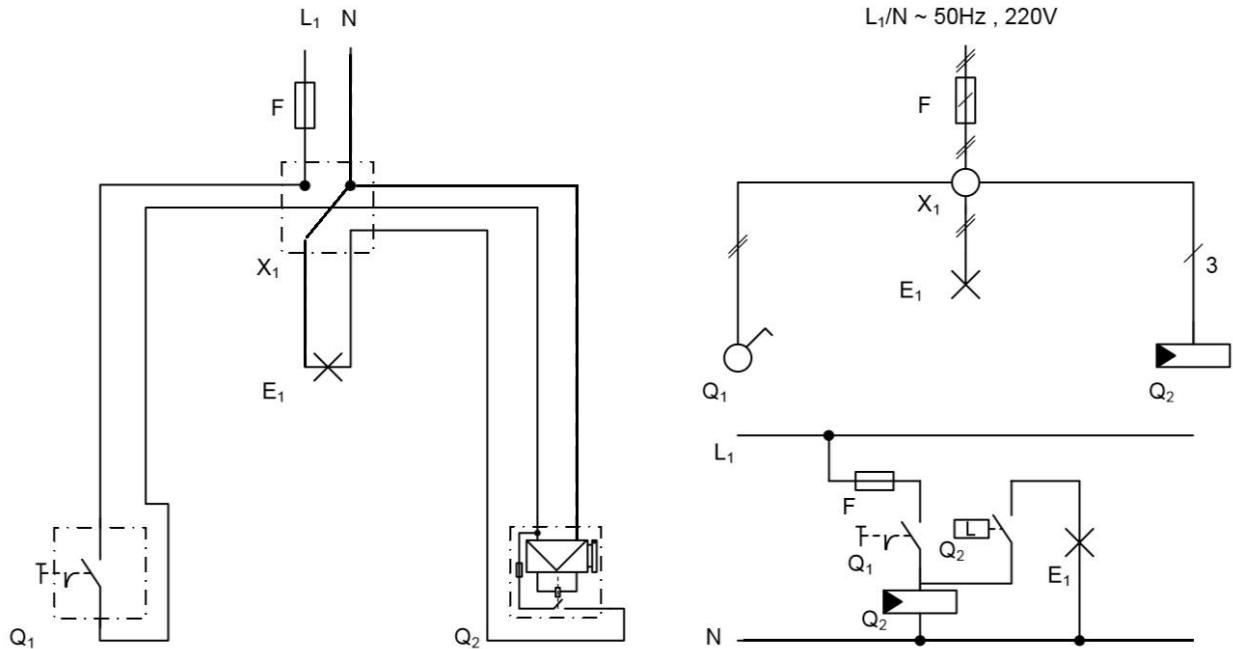 L₁ N
F
X₁
E₁
Q₁
Q₂
L₁/N ~ 50Hz , 220V
F
X₁
E₁
3
Q₁
Q₂
L₁
F
L
Q₁
Q₂
E₁
Q₂
N